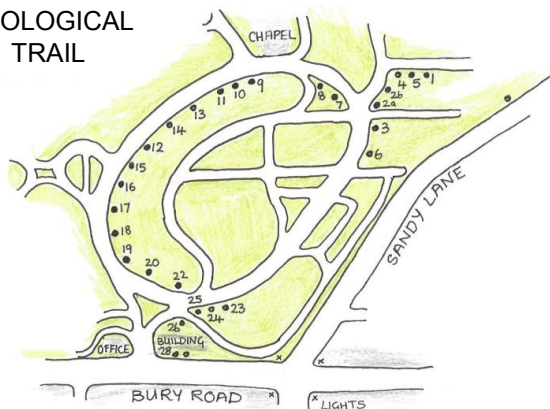 OLOGICAL
TRAIL
CHAPEL
9
10
11
13
14
12
15
16
17
18
19
20
22
8
7
4
5
1
2b
2a
3
6
SANDY LANE
25
24
23
26
OFFICE
BUILDING
28
BURY ROAD
LIGHTS